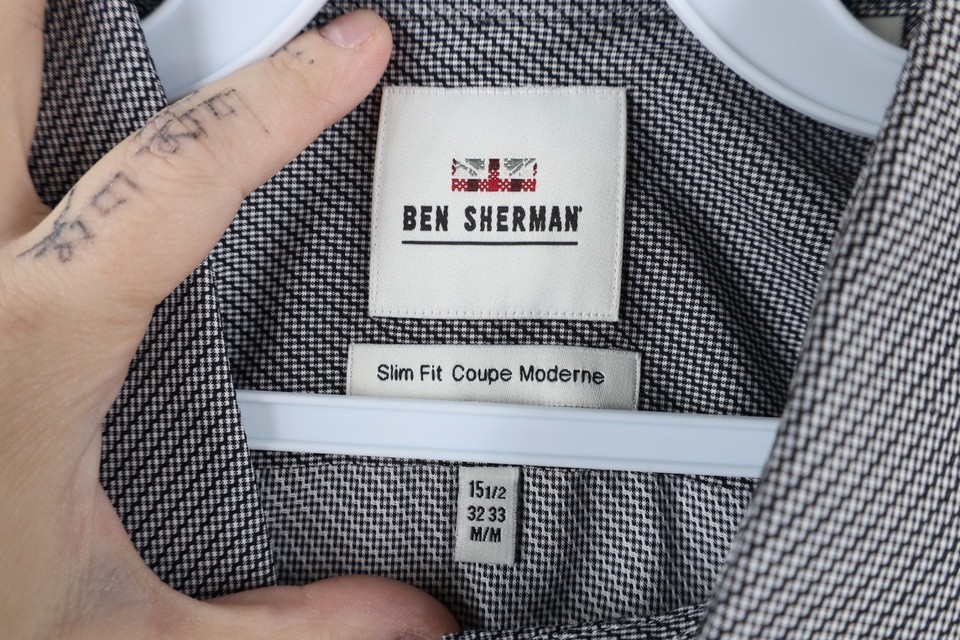 BEN SHERMAN
Slim Fit Coupe Moderne
15 1/2
32 33
M/M